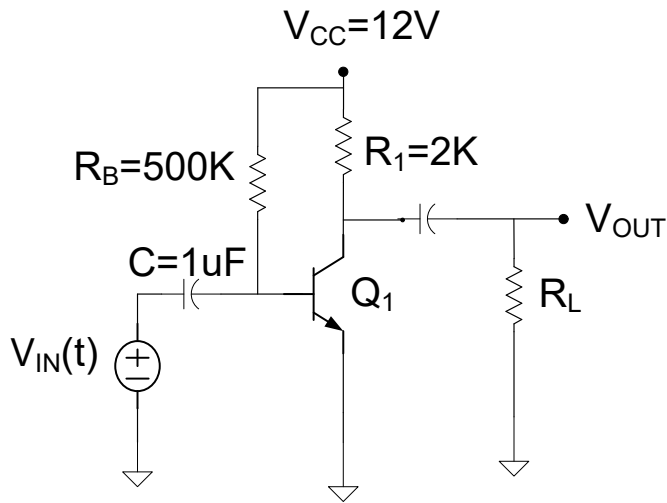 V_CC=12V
R_B=500K
R_1=2K
V_OUT
C=1uF
Q_1
R_L
V_IN(t)